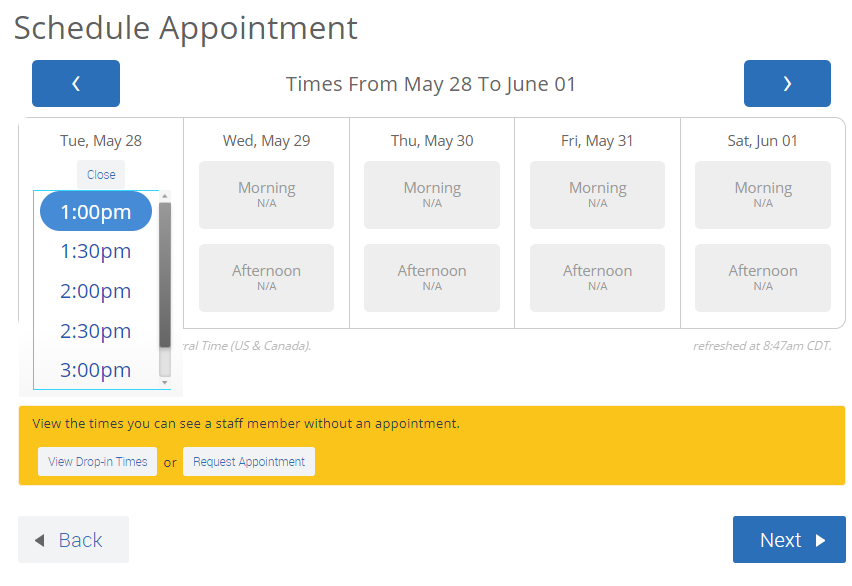 Schedule Appointment
Times From May 28 To June 01
Tue, May 28
Wed, May 29
Thu, May 30
Fri, May 31
Sat, Jun 01
Close
1:00pm
1:30pm
2:00pm
2:30pm
3:00pm
Morning
N/A
Morning
N/A
Morning
N/A
Morning
N/A
Afternoon
N/A
Afternoon
N/A
Afternoon
N/A
Afternoon
N/A
Time (US & Canada).
refreshed at 8:47am CDT.
View the times you can see a staff member without an appointment.
View Drop-in Times or Request Appointment
Back
Next